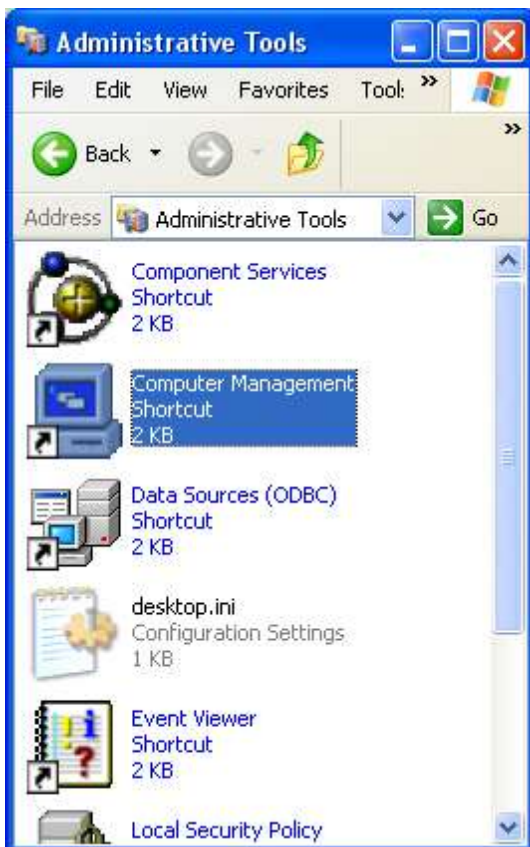 Administrative Tools
File Edit View Favorites Tool: »
Back »
Address Administrative Tools Go
Component Services
Shortcut
2 KB
Computer Management
Shortcut
2 KB
Data Sources (ODBC)
Shortcut
2 KB
desktop.ini
Configuration Settings
1 KB
Event Viewer
Shortcut
2 KB
Local Security Policy